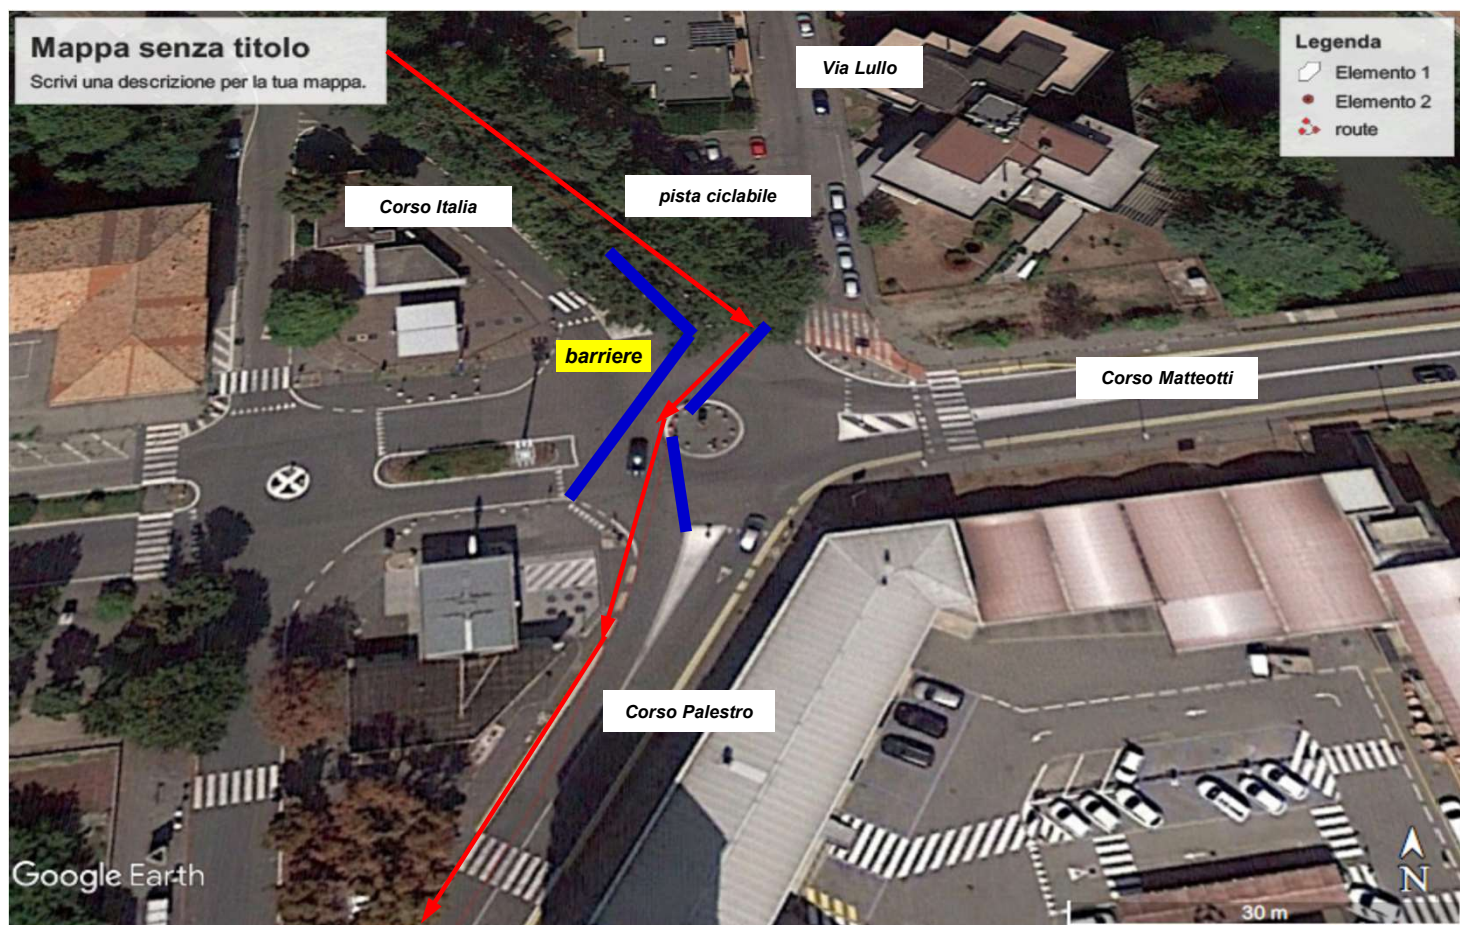 Mappa senza titolo
Scrivi una descrizione per la tua mappa.
Via Lullo
Legenda
Elemento 1
Elemento 2
route
pista ciclabile
Corso Italia
barriere
Corso Matteotti
Corso Palestro
Google Earth
N
30 m